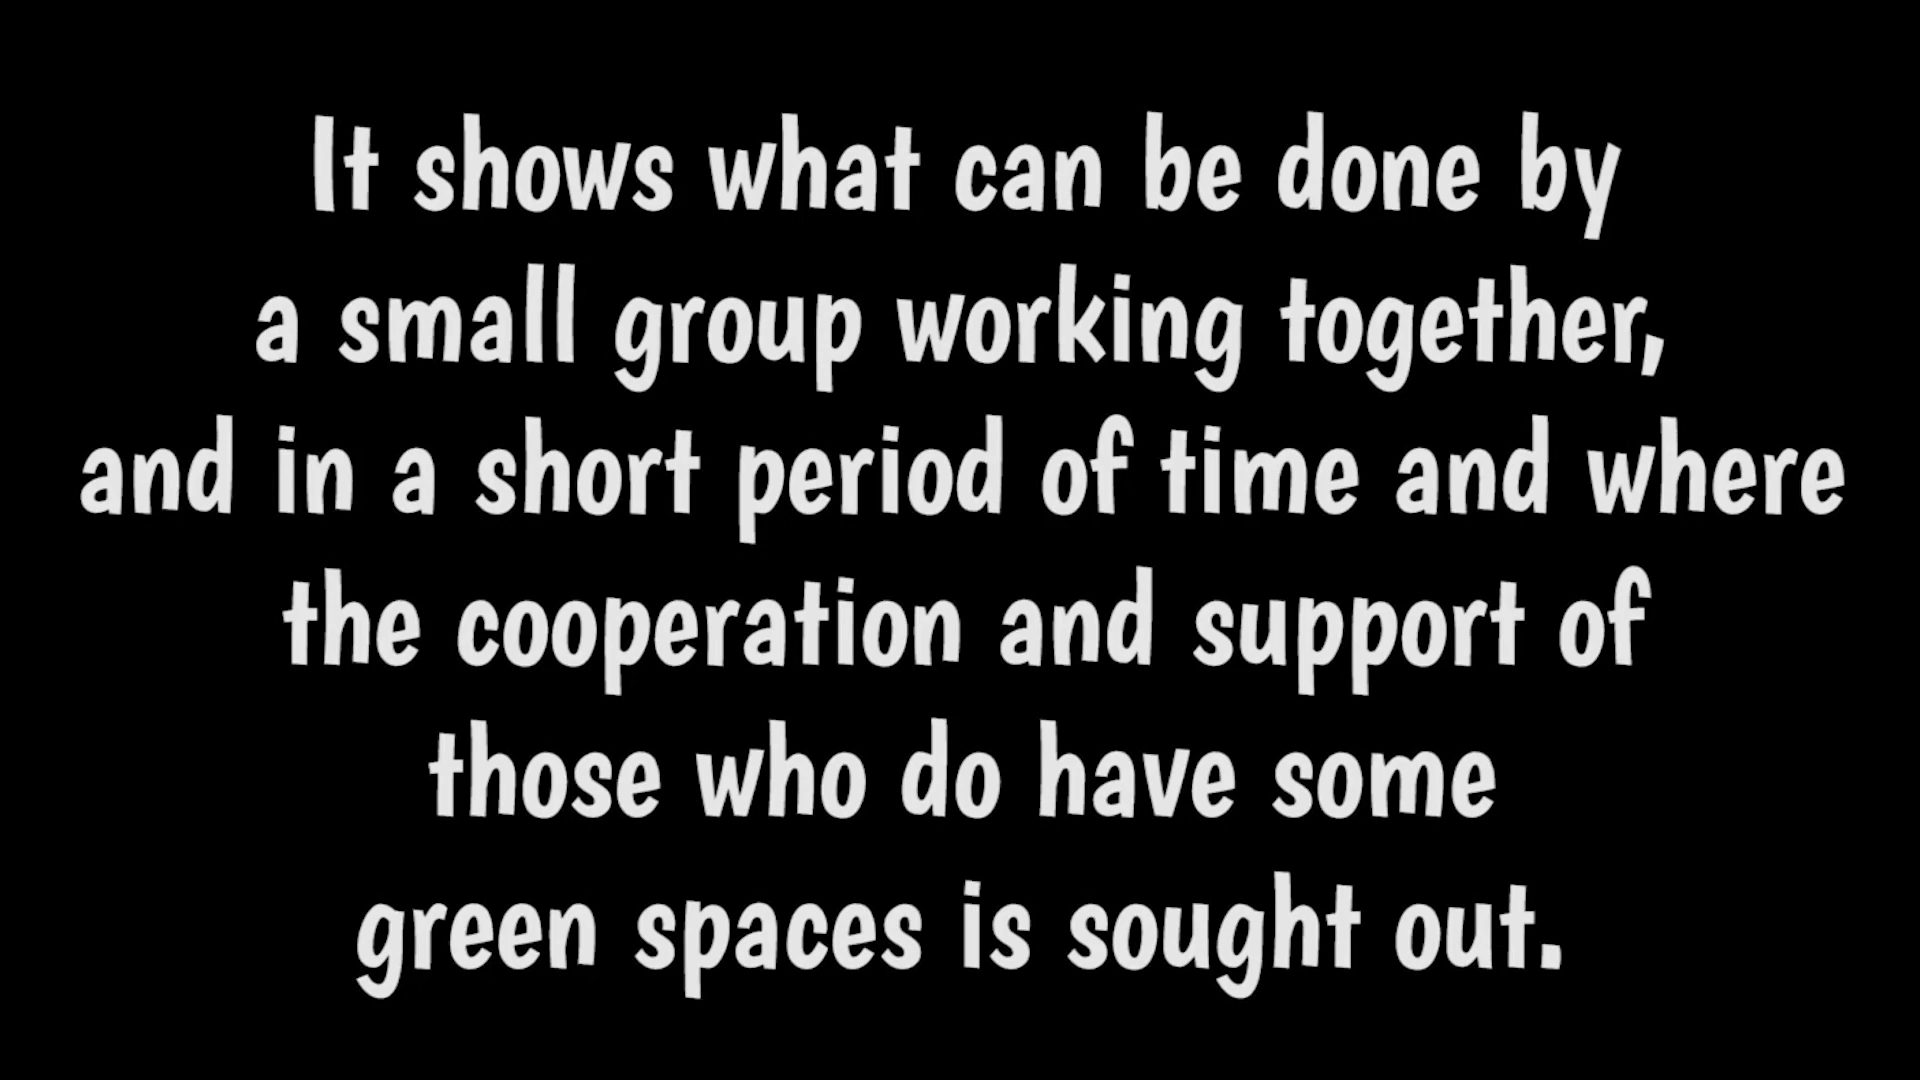 It shows what can be done by
a small group working together,
and in a short period of time and where
the cooperation and support of
those who do have some
green spaces is sought out.